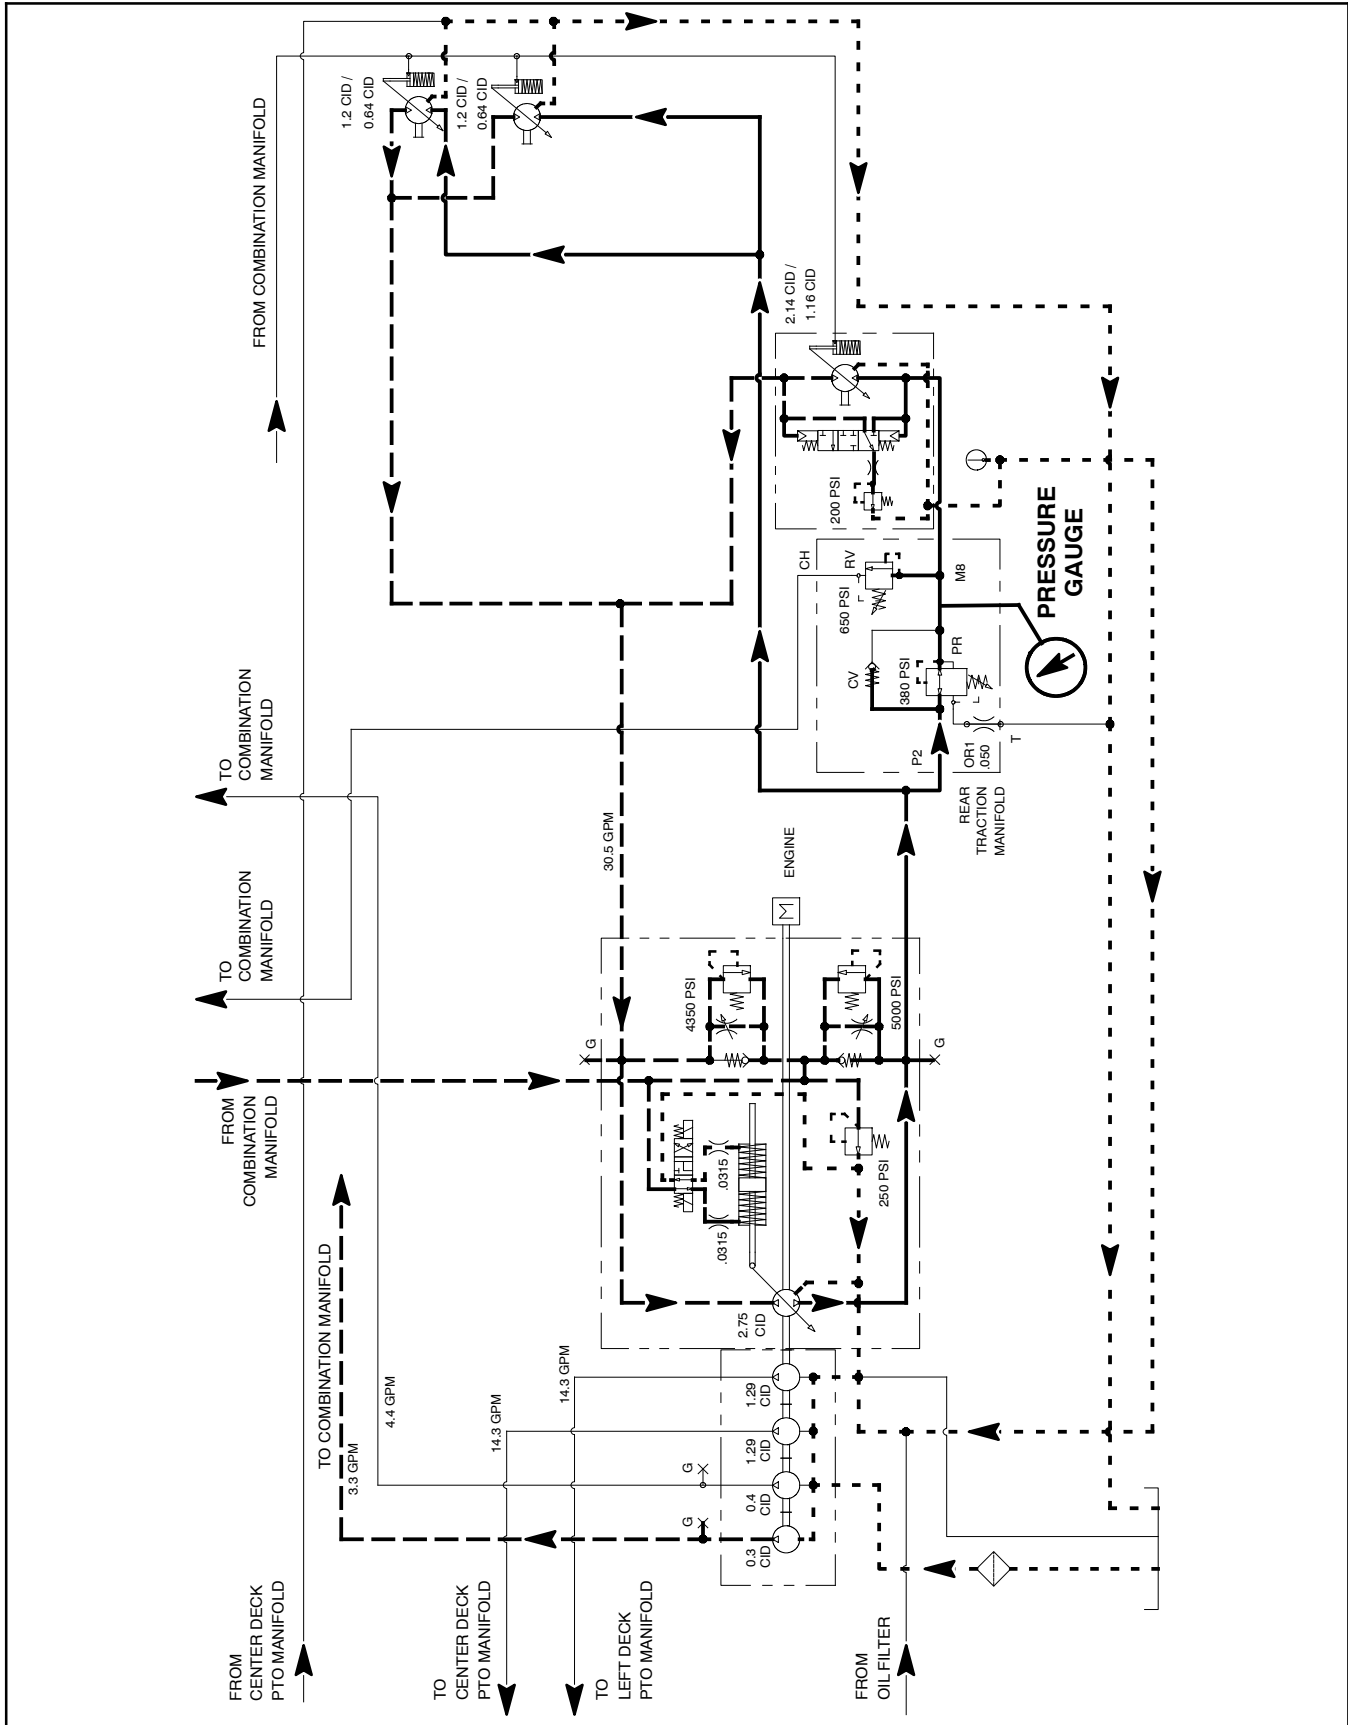 FROM COMBINATION MANIFOLD
1.2 CID /
0.64 CID
1.2 CID /
0.64 CID
2.14 CID /
1.16 CID
200 PSI
CH
RV
650 PSI
M8
PRESSURE
GAUGE
CV
380 PSI
PR
P2
OR1
.050
T
REAR
TRACTION
MANIFOLD
TO
COMBINATION
MANIFOLD
TO
COMBINATION
MANIFOLD
30.5 GPM
ENGINE
M
4350 PSI
5000 PSI
G
G
FROM
COMBINATION
MANIFOLD
.0315
.0315
250 PSI
2.75
CID
TO COMBINATION MANIFOLD
3.3 GPM
4.4 GPM
14.3 GPM
14.3 GPM
1.29
CID
1.29
CID
0.4
CID
0.3
CID
G
G
FROM
CENTER DECK
PTO MANIFOLD
TO
CENTER DECK
PTO MANIFOLD
TO
LEFT DECK
PTO MANIFOLD
FROM
OIL FILTER